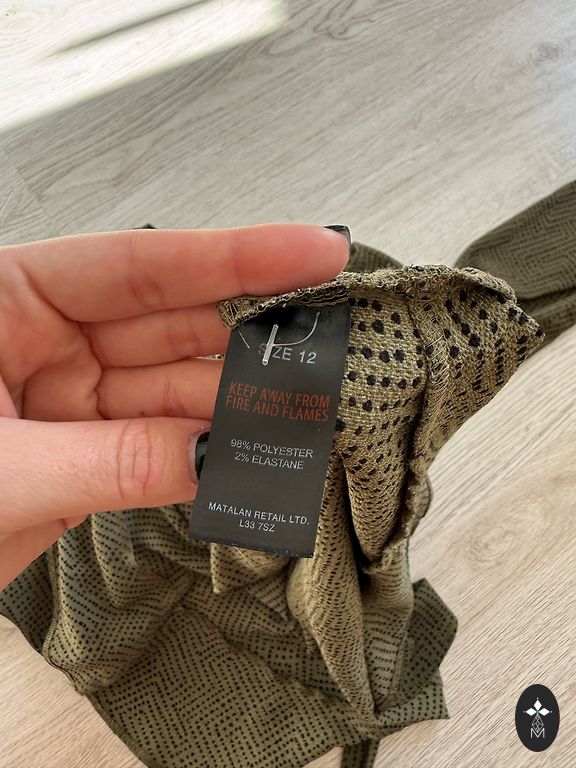 SIZE 12
KEEP AWAY FROM
FIRE AND FLAMES
98% POLYESTER
2% ELASTANE
MATALAN RETAIL LTD.
L33 7SZ
M